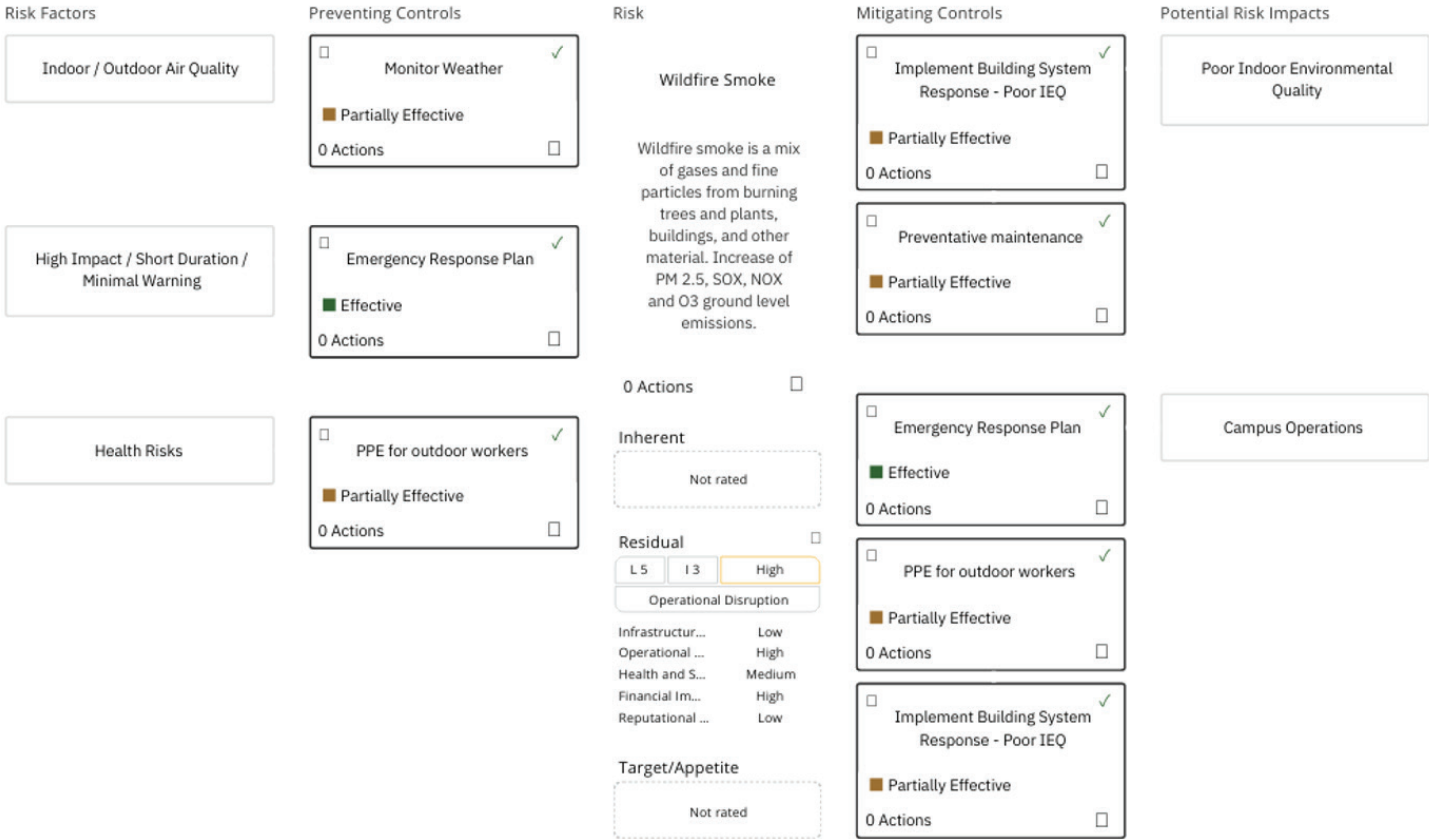 Risk Factors
Indoor / Outdoor Air Quality
High Impact / Short Duration /
Minimal Warning
Health Risks
Preventing Controls
✓
Monitor Weather
Partially Effective
0 Actions
✓
Emergency Response Plan
Effective
0 Actions
✓
PPE for outdoor workers
Partially Effective
0 Actions
Risk
Wildfire Smoke
Wildfire smoke is a mix
of gases and fine
particles from burning
trees and plants,
buildings, and other
material. Increase of
PM 2.5, SOX, NOX
and O3 ground level
emissions.
0 Actions
Inherent
Not rated
Residual
L 5 I 3 High
Operational Disruption
Infrastructur... Low
Operational ... High
Health and S... Medium
Financial Im... High
Reputational ... Low
Target/Appetite
Not rated
Mitigating Controls
✓
Implement Building System
Response - Poor IEQ
Partially Effective
0 Actions
✓
Preventative maintenance
Partially Effective
0 Actions
✓
Emergency Response Plan
Effective
0 Actions
✓
PPE for outdoor workers
Partially Effective
0 Actions
✓
Implement Building System
Response - Poor IEQ
Partially Effective
0 Actions
Potential Risk Impacts
Poor Indoor Environmental
Quality
Campus Operations